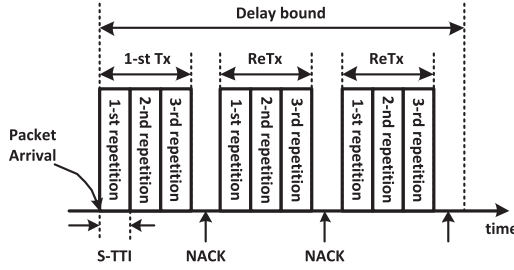 Delay bound
1-st Tx
ReTx
ReTx
1-st repetition
2-nd repetition
3-rd repetition
1-st repetition
2-nd repetition
3-rd repetition
1-st repetition
2-nd repetition
3-rd repetition
Packet
Arrival
time
S-TTI
NACK
NACK